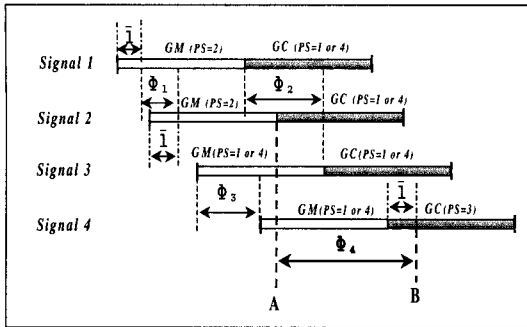 l̄ GM (PS=2) GC (PS=1 or 4)
Signal 1
Φ₁ Φ₂
GM (PS=2) GC (PS=1 or 4)
Signal 2
l̄
GM(PS=1 or 4) GC(PS=1 or 4)
Signal 3
Φ₃ l̄
GM(PS=1 or 4) GC(PS=3)
Signal 4
Φ₄
A B